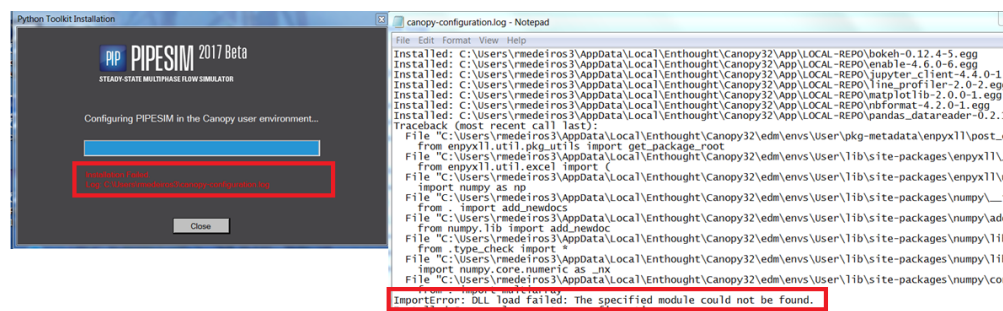 Python Toolkit Installation
PIP PIPESIM 2017 Beta
STEADY-STATE MULTIPHASE FLOW SIMULATOR
Configuring PIPESIM in the Canopy user environment...
Installation Failed
Close
canopy-configuration.log - Notepad
File Edit Format View Help
Installed: C:\Users\rmedeiros3\AppData\Local\Enthought\Canopy32\App\LOCAL-REPO\bokeh-0.12.4-5.egg
Installed: C:\Users\rmedeiros3\AppData\Local\Enthought\Canopy32\App\LOCAL-REPO\enable-4.6.0-6.egg
Installed: C:\Users\rmedeiros3\AppData\Local\Enthought\Canopy32\App\LOCAL-REPO\jupyter_client-4.4.0-1
Installed: C:\Users\rmedeiros3\AppData\Local\Enthought\Canopy32\App\LOCAL-REPO\line_profiler-2.0-2.eg
Installed: C:\Users\rmedeiros3\AppData\Local\Enthought\Canopy32\App\LOCAL-REPO\matplotlib-2.0.0-1.egg
Installed: C:\Users\rmedeiros3\AppData\Local\Enthought\Canopy32\App\LOCAL-REPO\nbformat-4.2.0-1.egg
Installed: C:\Users\rmedeiros3\AppData\Local\Enthought\Canopy32\App\LOCAL-REPO\pandas_datareader-0.2.
Traceback (most recent call last):
File "C:\Users\rmedeiros3\AppData\Local\Enthought\Canopy32\edm\envs\User\pkg-metadata\enpyxll\post_
from enpyxll.util.pkg_utils import get_package_root
File "C:\Users\rmedeiros3\AppData\Local\Enthought\Canopy32\edm\envs\User\lib\site-packages\enpyxll\
from enpyxll.util.excel import (
File "C:\Users\rmedeiros3\AppData\Local\Enthought\Canopy32\edm\envs\User\lib\site-packages\enpyxll\
import numpy as np
File "C:\Users\rmedeiros3\AppData\Local\Enthought\Canopy32\edm\envs\User\lib\site-packages\numpy\__
from . import add_newdocs
File "C:\Users\rmedeiros3\AppData\Local\Enthought\Canopy32\edm\envs\User\lib\site-packages\numpy\ad
from numpy.lib import add_newdoc
File "C:\Users\rmedeiros3\AppData\Local\Enthought\Canopy32\edm\envs\User\lib\site-packages\numpy\li
from .type_check import *
File "C:\Users\rmedeiros3\AppData\Local\Enthought\Canopy32\edm\envs\User\lib\site-packages\numpy\li
import numpy.core.numeric as _nx
File "C:\Users\rmedeiros3\AppData\Local\Enthought\Canopy32\edm\envs\User\lib\site-packages\numpy\co
from . import multiarray
ImportError: DLL load failed: The specified module could not be found.